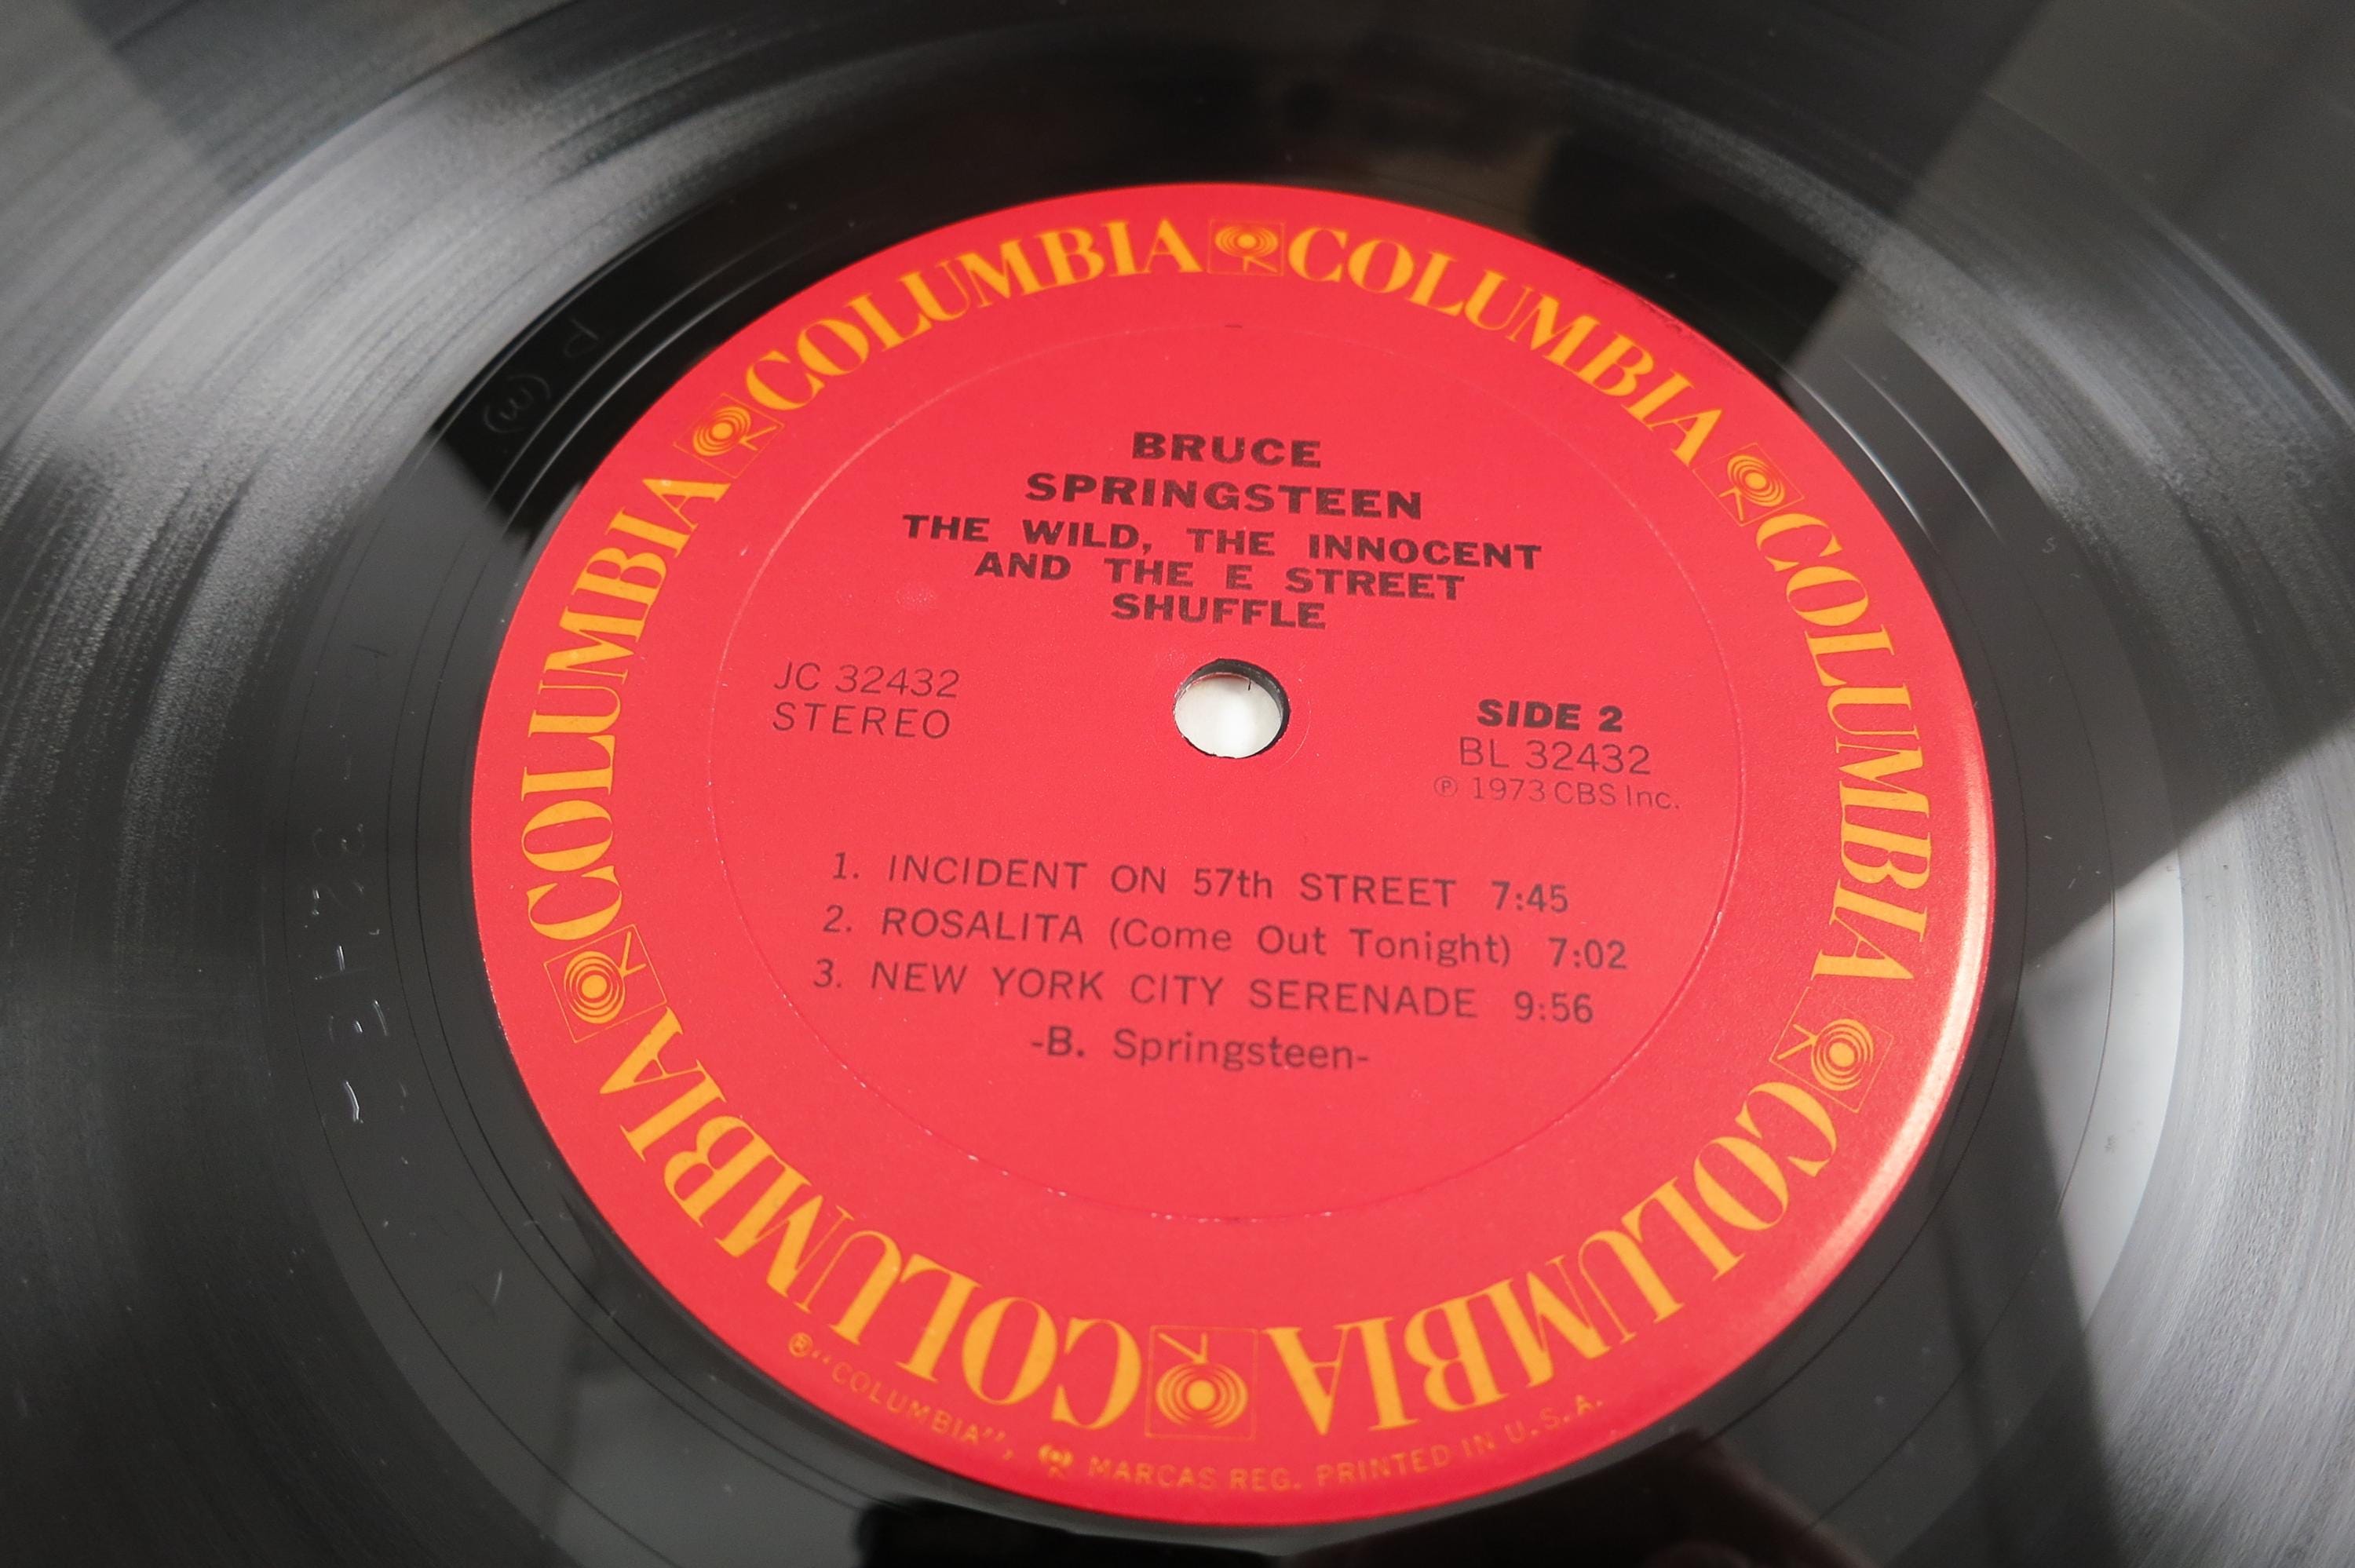 COLUMBIA COLUMBIA COLUMBIA COLUMBIA COLUMBIA COLUMBIA
BRUCE
SPRINGSTEEN
THE WILD, THE INNOCENT
AND THE E STREET
SHUFFLE
JC 32432
STEREO
SIDE 2
BL 32432
Ⓟ 1973 CBS Inc.
1. INCIDENT ON 57th STREET 7:45
2. ROSALITA (Come Out Tonight) 7:02
3. NEW YORK CITY SERENADE 9:56
-B. Springsteen-
® "COLUMBIA", MARCAS REG. PRINTED IN U.S.A.